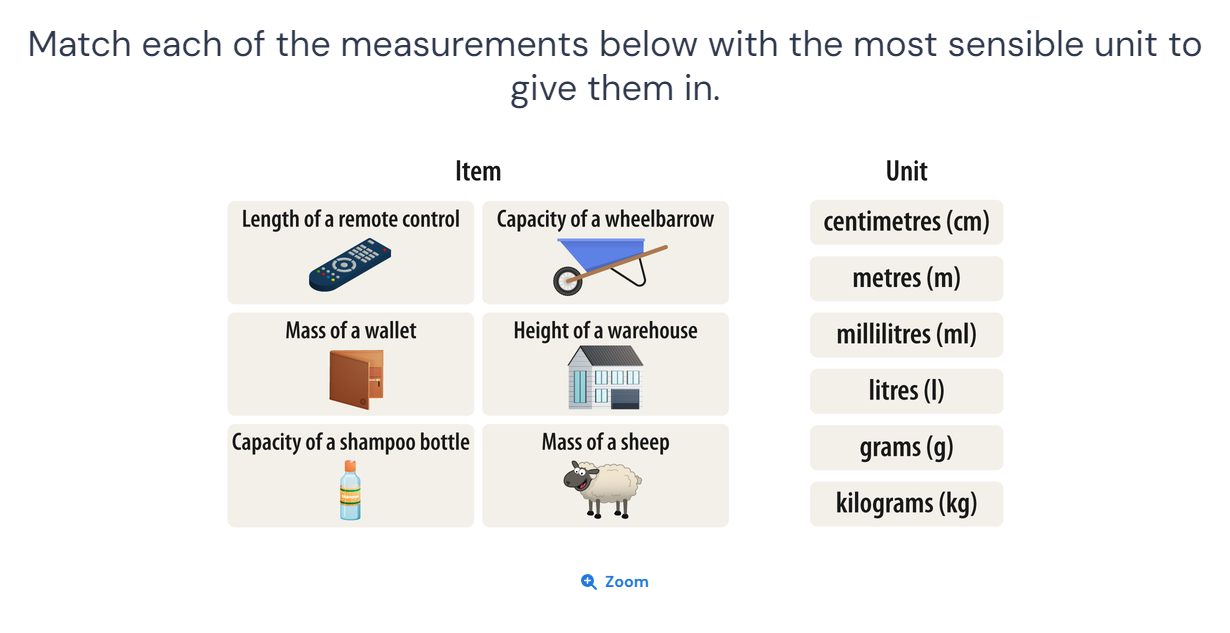 Match each of the measurements below with the most sensible unit to
give them in.
Item
Unit
Length of a remote control
Capacity of a wheelbarrow
Mass of a wallet
Height of a warehouse
Capacity of a shampoo bottle
Mass of a sheep
centimetres (cm)
metres (m)
millilitres (ml)
litres (l)
grams (g)
kilograms (kg)
Zoom